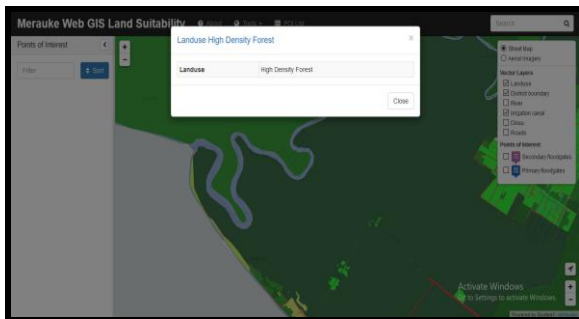 Merauke Web GIS Land Suitability About Tools POI List
Search
Points of Interest
Filter
Sort
Landuse High Density Forest
×
Landuse High Density Forest
Close
Street Map
Aerial Imagery
Vector Layers
Landuse
District boundary
River
Irrigation canal
Cities
Roads
Points of Interest
Secondary floodgates
Primary floodgates
Activate Windows
Go to Settings to activate Windows.